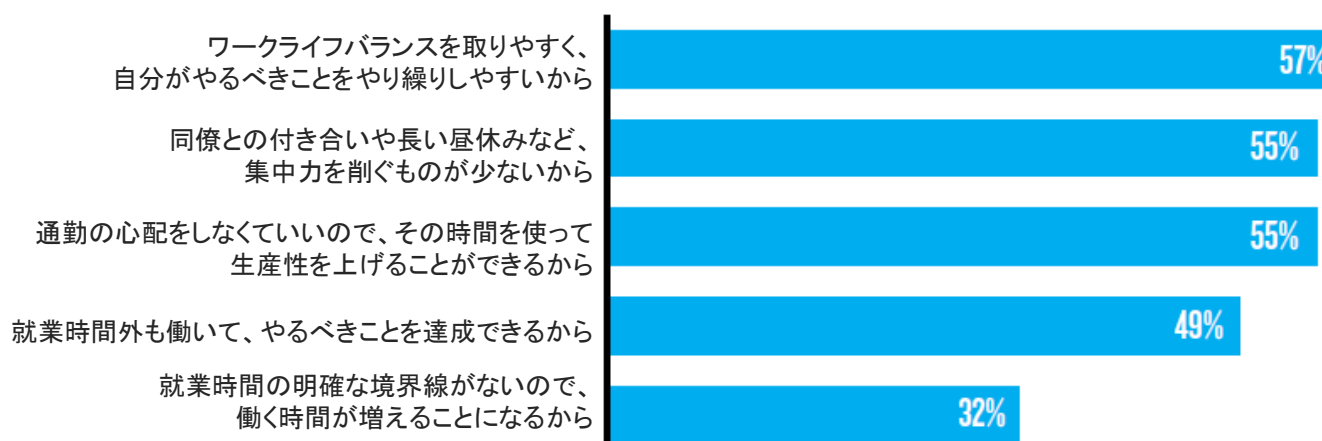 ワークライフバランスを取りやすく、
自分がやるべきことをやり繰りしやすいから
57%
同僚との付き合いや長い昼休みなど、
集中力を削ぐものが少ないから
55%
通勤の心配をしなくていいので、その時間を使って
生産性を上げることができるから
55%
就業時間外も働いて、やるべきことを達成できるから
49%
就業時間の明確な境界線がないので、
働く時間が増えることになるから
32%